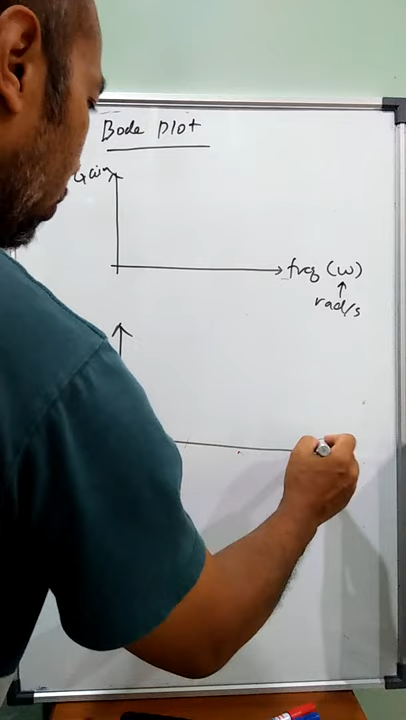 Bode plot
Gain
freq (ω)
rad/s